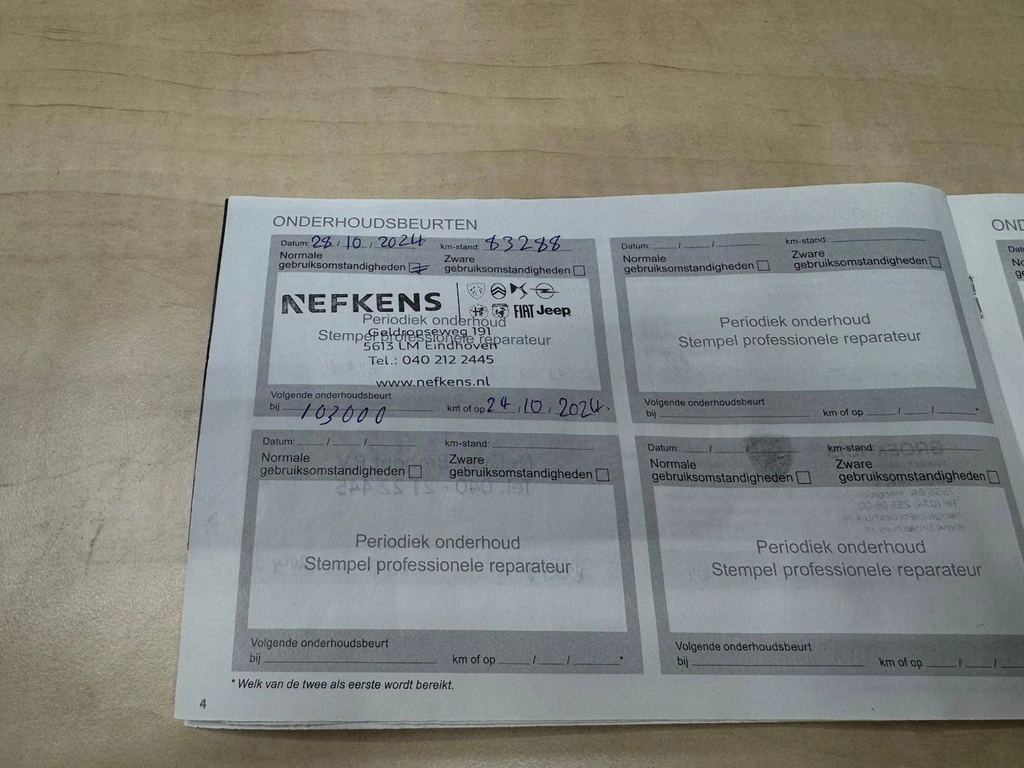 ONDERHOUDSBEURTEN
Datum: 28 / 10 / 2024 km-stand: 83288
Normale gebruiksomstandigheden Zware gebruiksomstandigheden
NEFKENS
FIAT Jeep
Periodiek onderhoud
Stempel professionele reparateur
Geldropseweg 191
5613 LM Eindhoven
Tel.: 040 212 2445
www.nefkens.nl
Volgende onderhoudsbeurt
bij 103000 km of op 24 / 10 / 2024.
Datum: / / km-stand:
Normale gebruiksomstandigheden Zware gebruiksomstandigheden
Periodiek onderhoud
Stempel professionele reparateur
Volgende onderhoudsbeurt
bij km of op / / *
Datum: / / km-stand:
Normale gebruiksomstandigheden Zware gebruiksomstandigheden
Periodiek onderhoud
Stempel professionele reparateur
Volgende onderhoudsbeurt
bij km of op / / *
Datum: / / km-stand:
Normale gebruiksomstandigheden Zware gebruiksomstandigheden
Periodiek onderhoud
Stempel professionele reparateur
Volgende onderhoudsbeurt
bij km of op / /
* Welk van de twee als eerste wordt bereikt.
4
OND